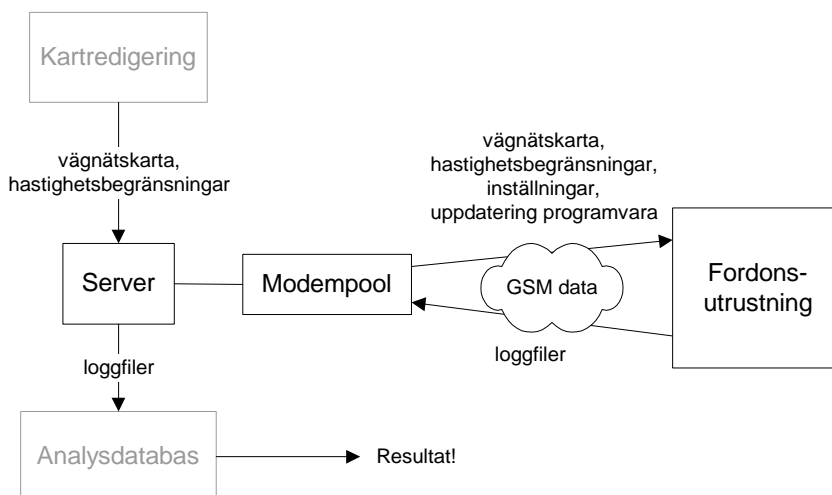 Kartredigering
vägnätskarta,
hastighetsbegränsningar
vägnätskarta,
hastighetsbegränsningar,
inställningar,
uppdatering programvara
Server
Modempool
GSM data
Fordons-
utrustning
loggfiler
loggfiler
Analysdatabas
Resultat!